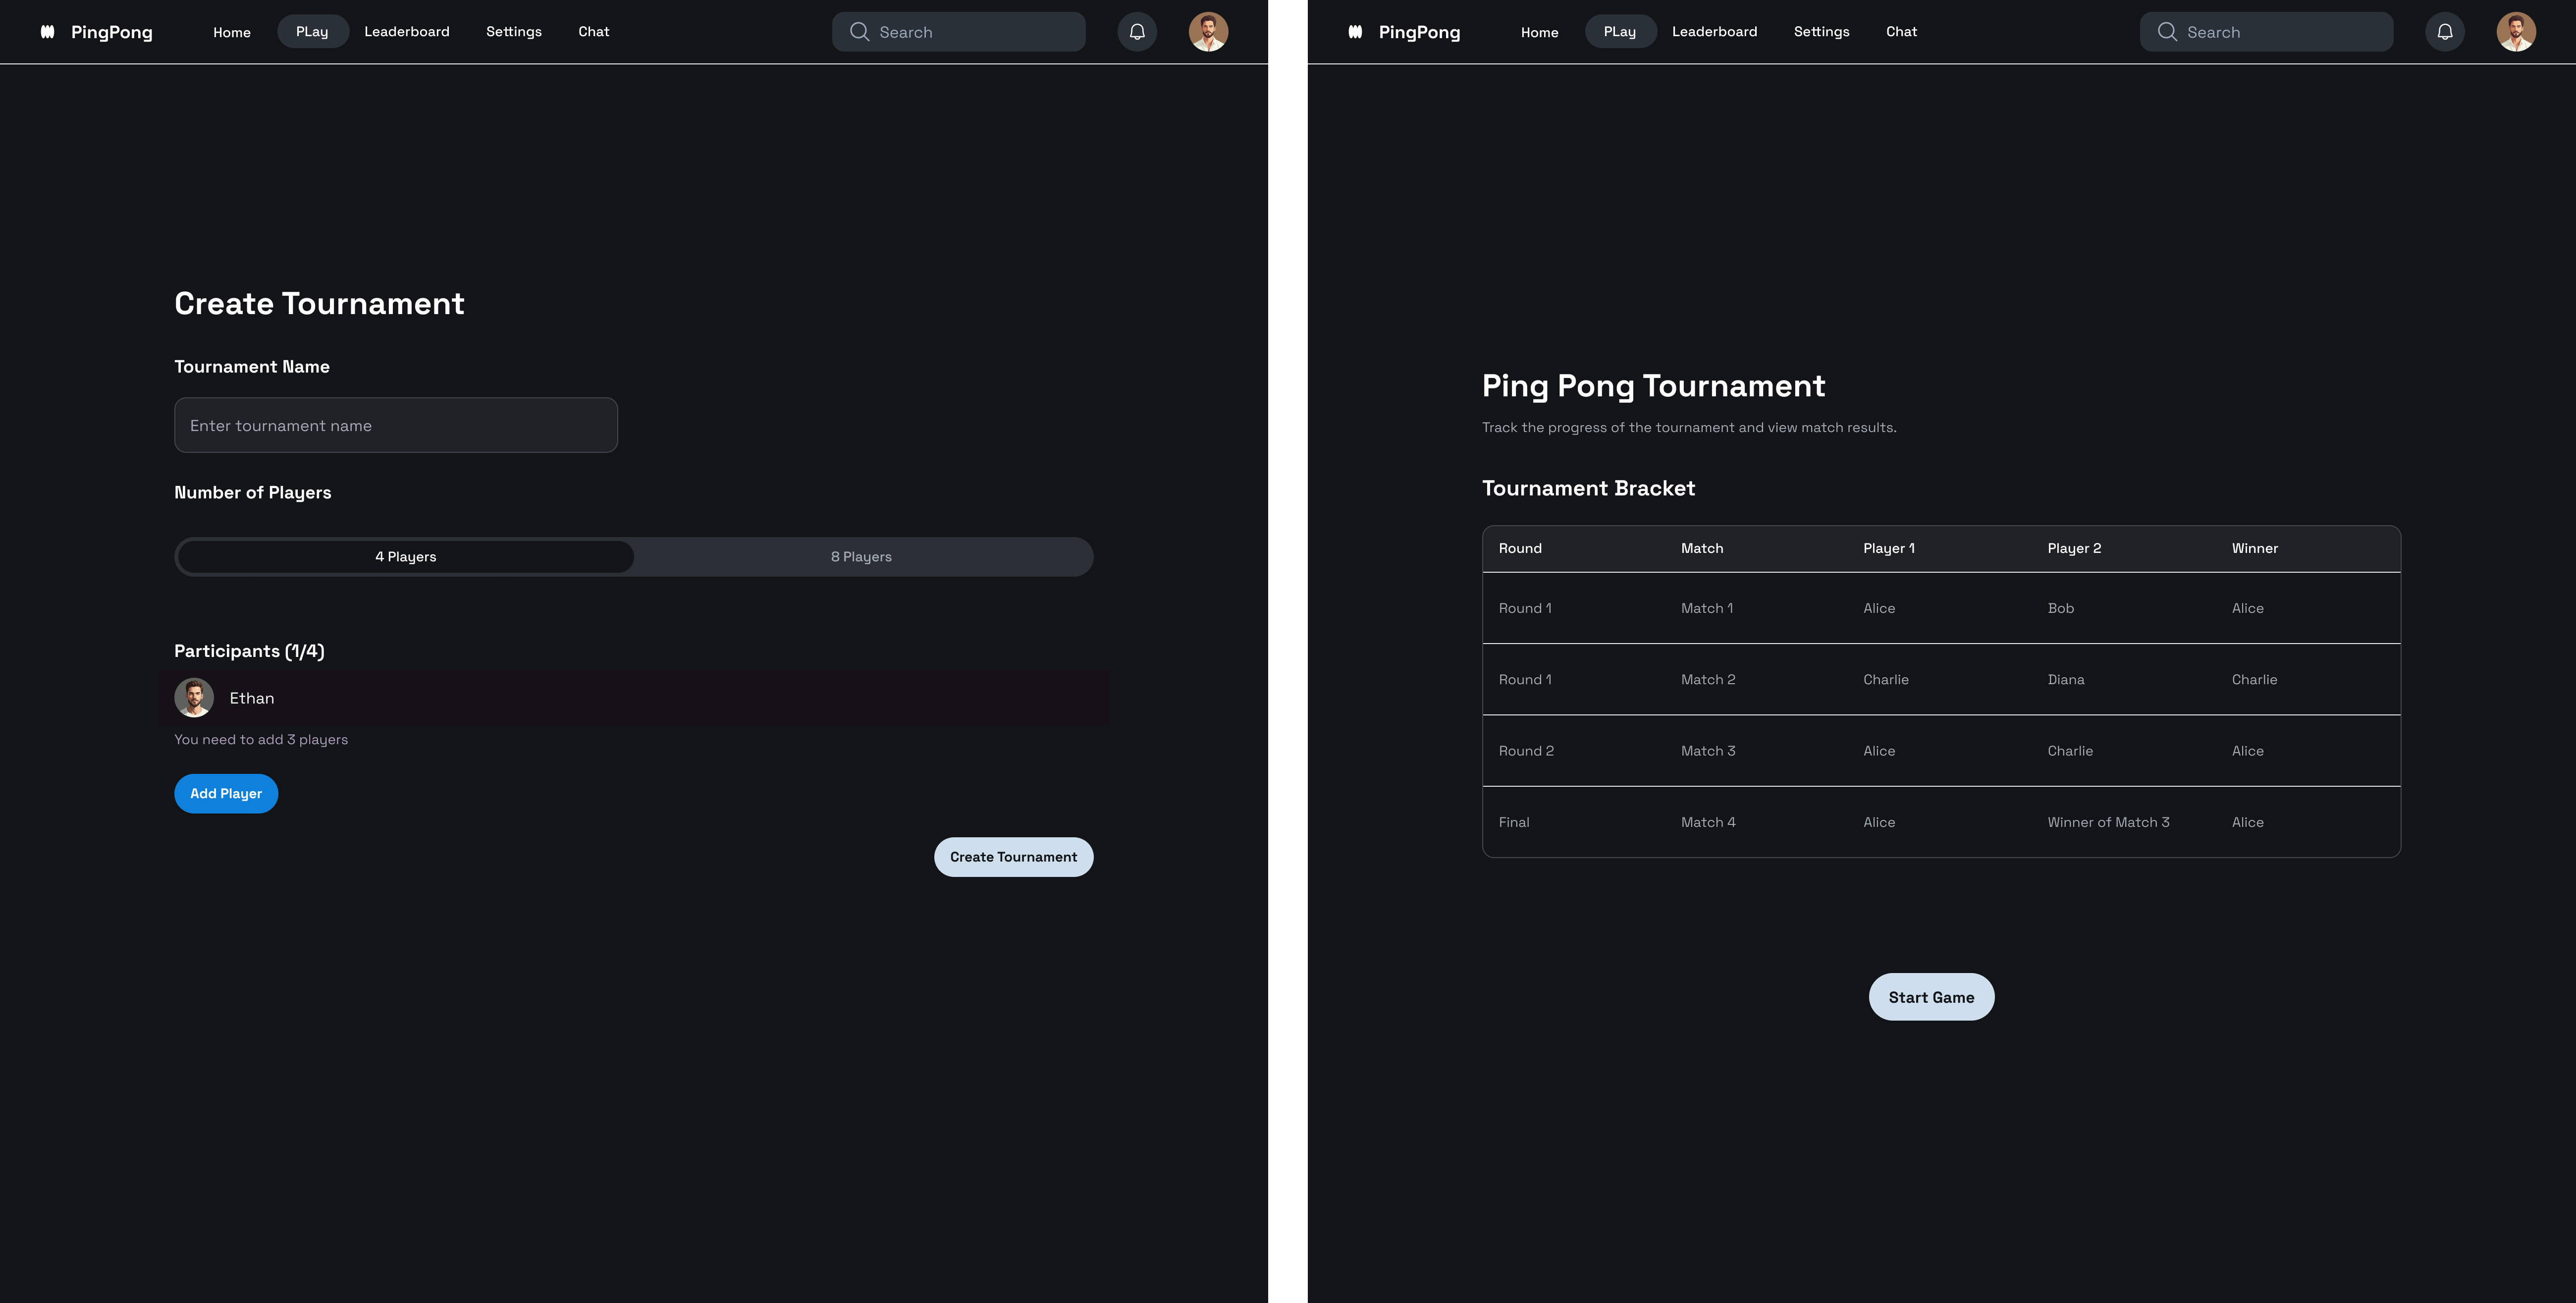 PingPong Home PLay Leaderboard Settings Chat Search
Create Tournament
Tournament Name
Enter tournament name
Number of Players
4 Players 8 Players
Participants (1/4)
Ethan
You need to add 3 players
Add Player
Create Tournament
PingPong Home PLay Leaderboard Settings Chat Search
Ping Pong Tournament
Track the progress of the tournament and view match results.
Tournament Bracket
Round Match Player 1 Player 2 Winner
Round 1 Match 1 Alice Bob Alice
Round 1 Match 2 Charlie Diana Charlie
Round 2 Match 3 Alice Charlie Alice
Final Match 4 Alice Winner of Match 3 Alice
Start Game